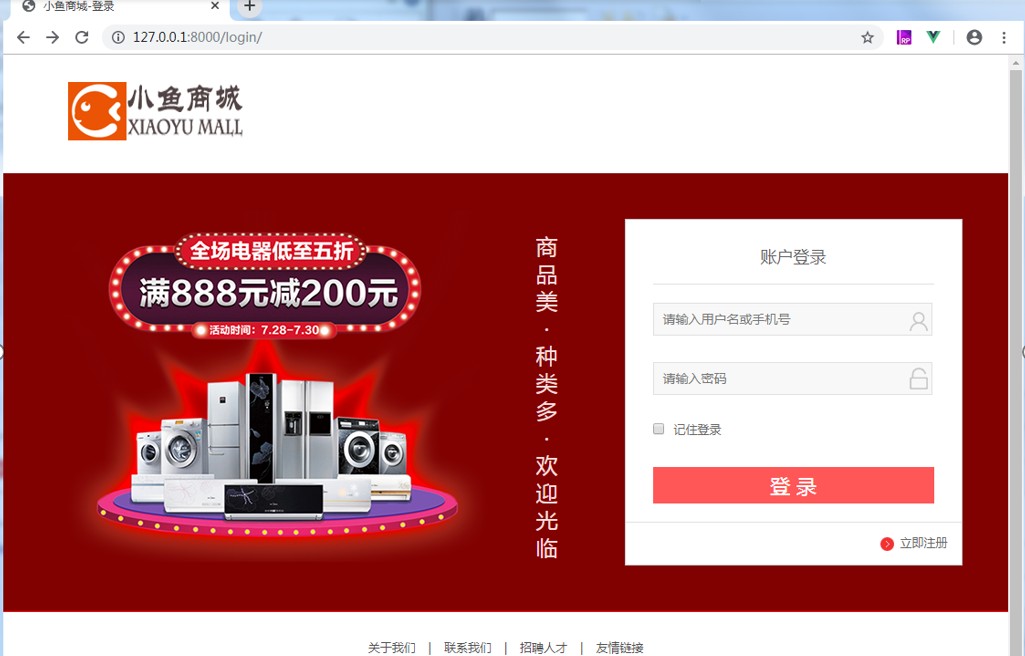 小鱼商城-登录
127.0.0.1:8000/login/
RP
小鱼商城
XIAOYU MALL
全场电器低至五折
满888元减200元
活动时间：7.28-7.30
商品美·种类多·欢迎光临
账户登录
请输入用户名或手机号
请输入密码
记住登录
登 录
立即注册
关于我们 | 联系我们 | 招聘人才 | 友情链接